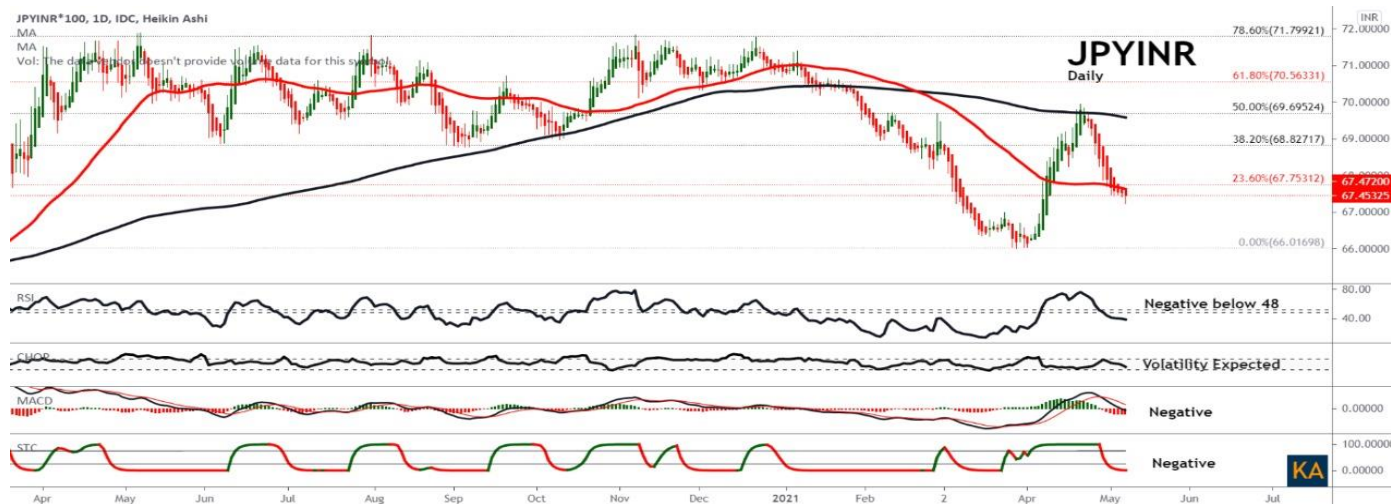 JPYINR*100, 1D, IDC, Heikin Ashi
MA
MA
Vol: The data vendor doesn't provide volume data for this symbol.
JPYINR
Daily
INR
72.00000
71.00000
70.00000
69.00000
68.00000
67.47200
67.45325
67.00000
66.00000
78.60%(71.79921)
61.80%(70.56331)
50.00%(69.69524)
38.20%(68.82717)
23.60%(67.75312)
0.00%(66.01698)
RSI
Negative below 48
80.00
40.00
CHOP
Volatility Expected
MACD
Negative
0.00000
STC
Negative
100.00000
0.00000
KA
Apr May Jun Jul Aug Sep Oct Nov Dec 2021 Feb 2 Apr May Jun Jul